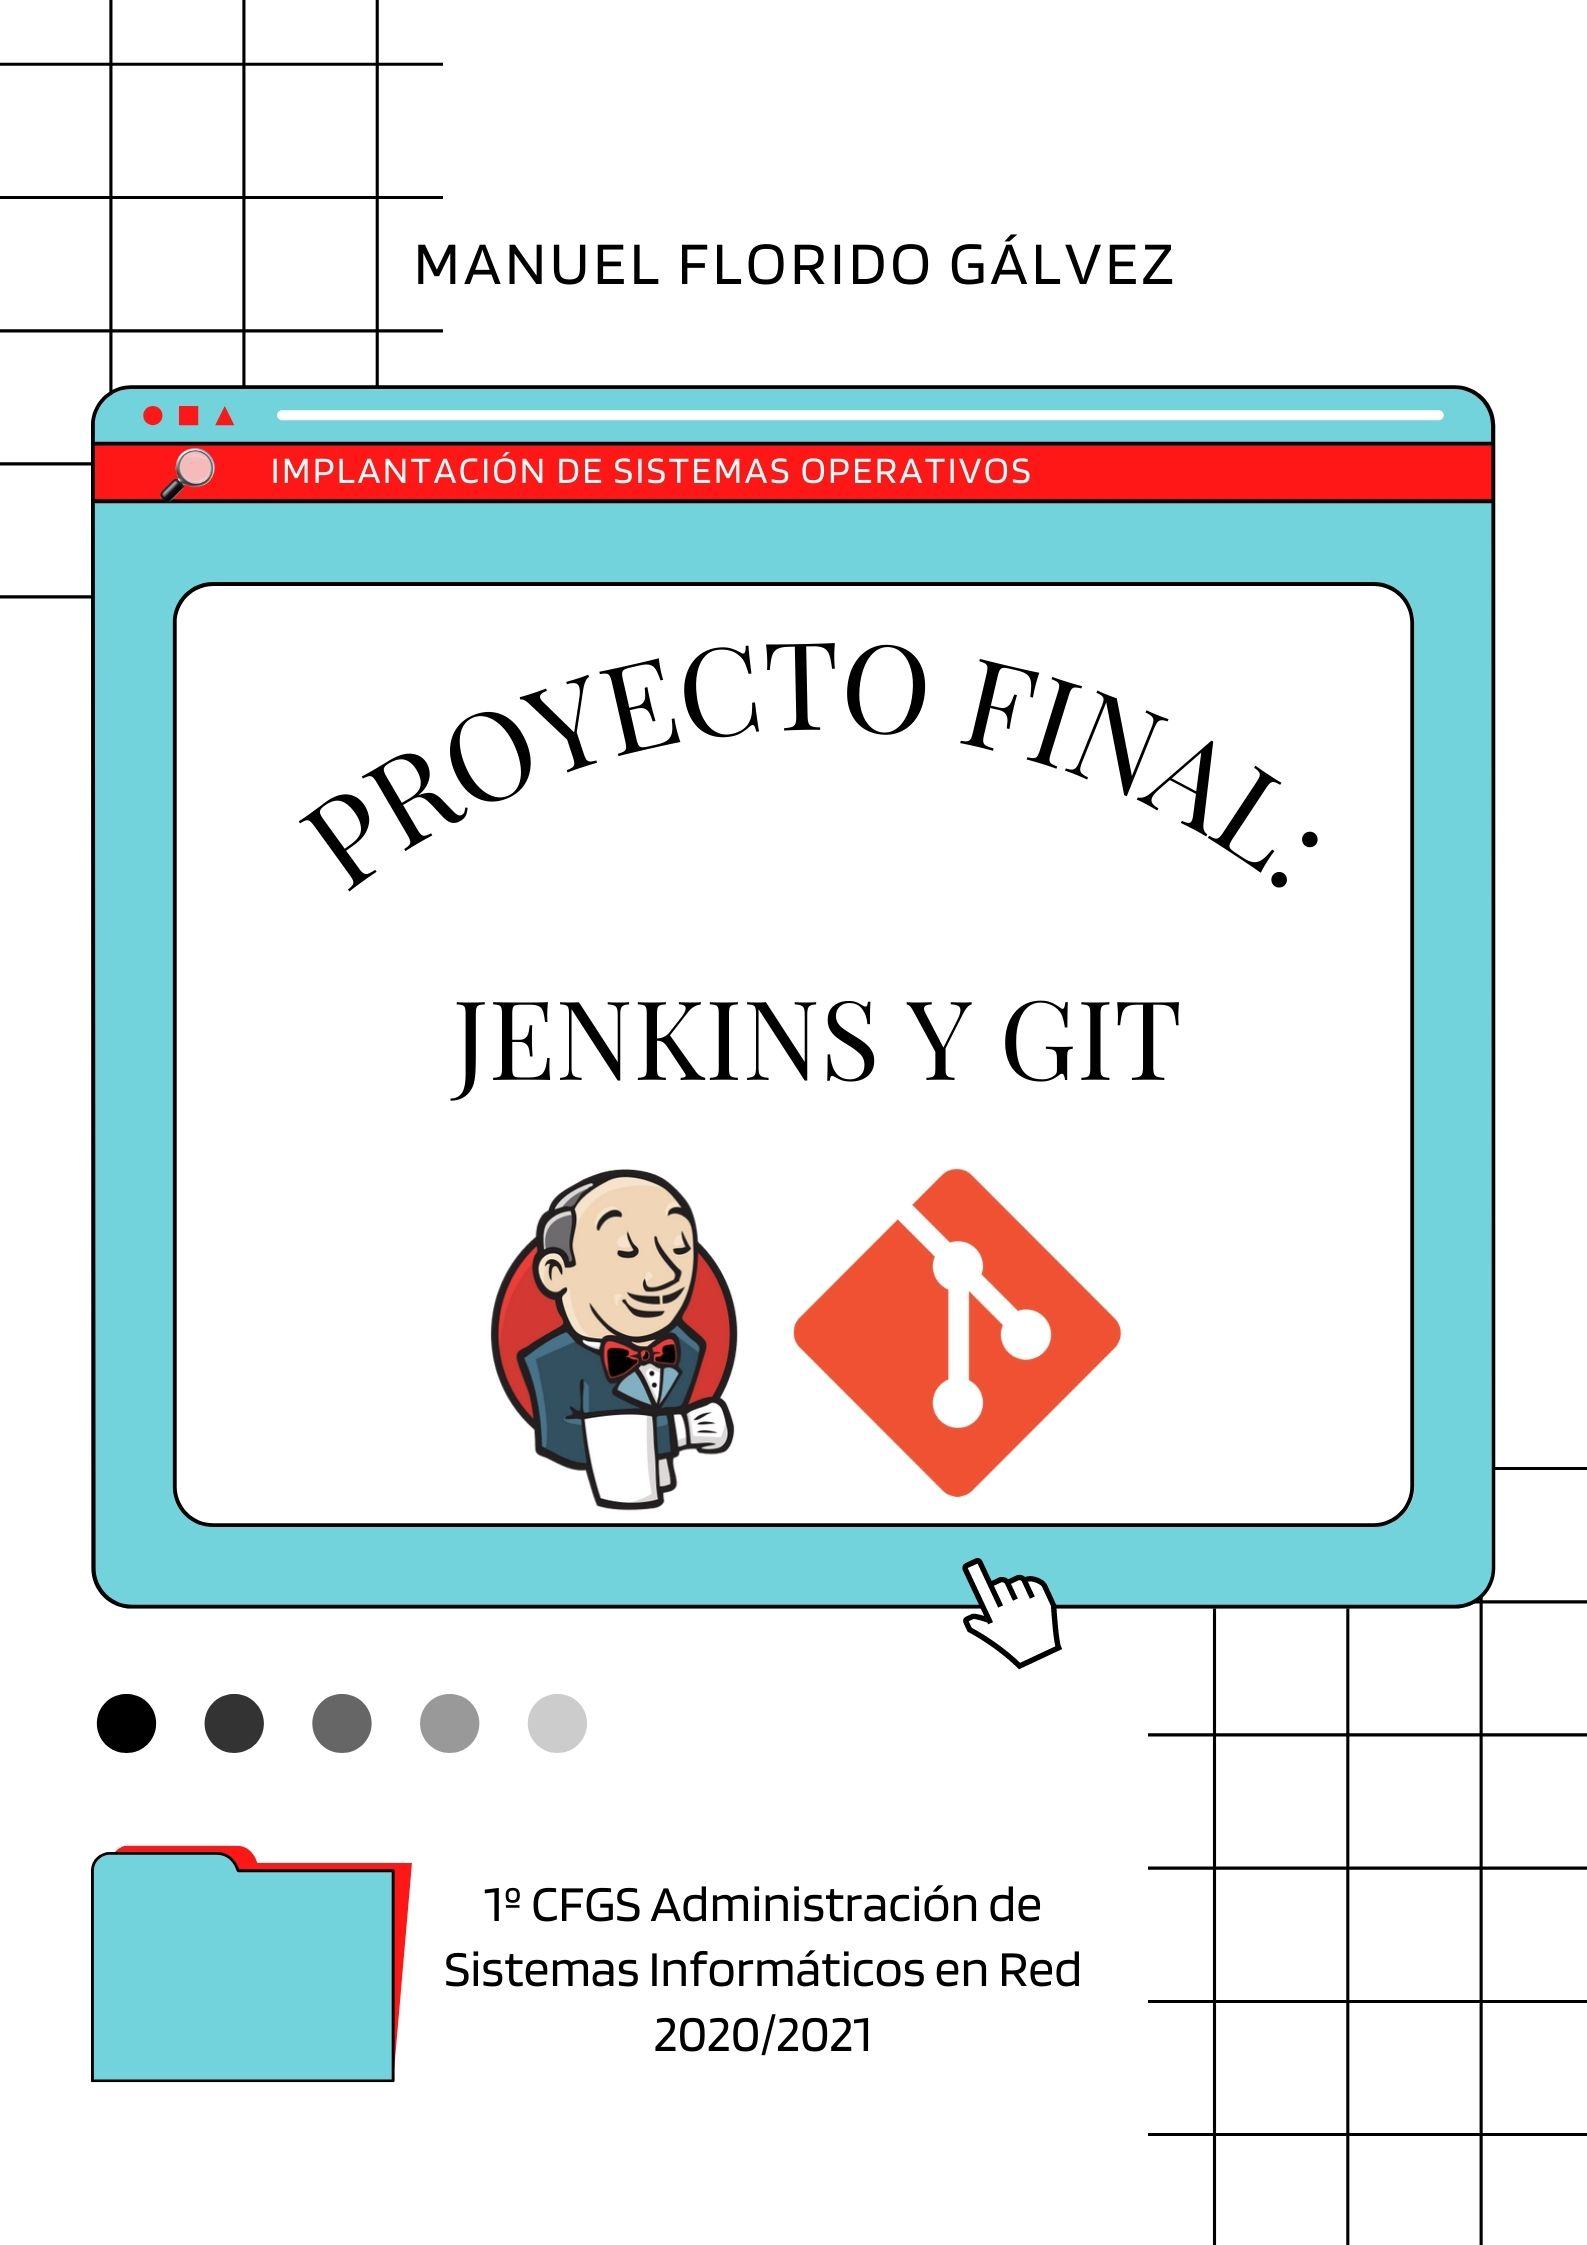 MANUEL FLORIDO GÁLVEZ
IMPLANTACIÓN DE SISTEMAS OPERATIVOS
PROYECTO FINAL:
JENKINS Y GIT
1º CFGS Administración de
Sistemas Informáticos en Red
2020/2021